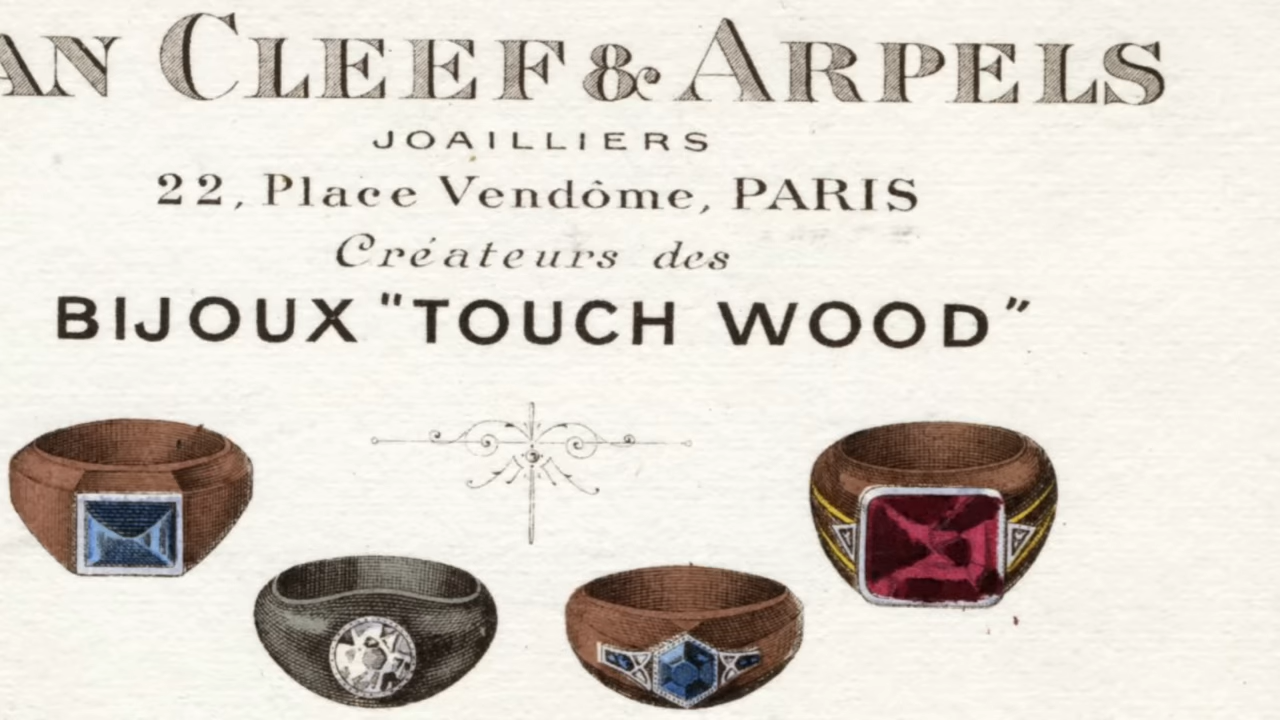 AN CLEEF & ARPELS
JOAILLIERS
22, Place Vendôme, PARIS
Créateurs des
BIJOUX "TOUCH WOOD"